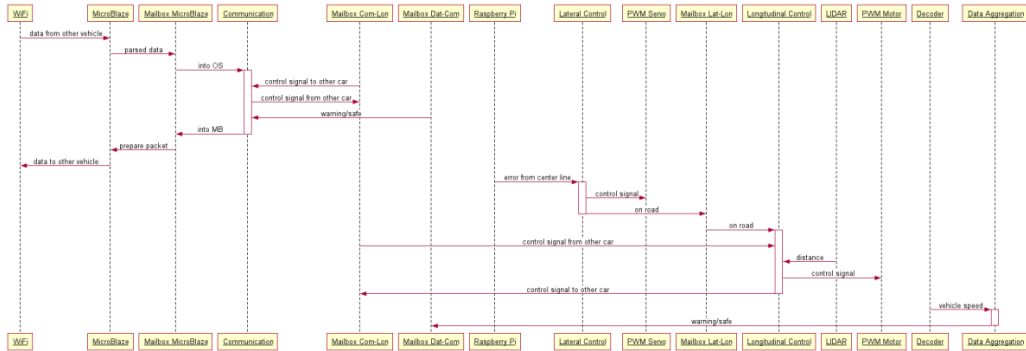 WiFi
MicroBlaze
Mailbox MicroBlaze
Communication
Mailbox Com-Lon
Mailbox Dat-Com
Raspberry Pi
Lateral Control
PWM Servo
Mailbox Lat-Lon
Longitudinal Control
LIDAR
PWM Motor
Decoder
Data Aggregation
data from other vehicle
parsed data
into OS
control signal to other car
control signal from other car
warning/safe
into MB
prepare packet
data to other vehicle
error from center line
control signal
on road
on road
control signal from other car
distance
control signal
control signal to other car
vehicle speed
warning/safe
WiFi
MicroBlaze
Mailbox MicroBlaze
Communication
Mailbox Com-Lon
Mailbox Dat-Com
Raspberry Pi
Lateral Control
PWM Servo
Mailbox Lat-Lon
Longitudinal Control
LIDAR
PWM Motor
Decoder
Data Aggregation